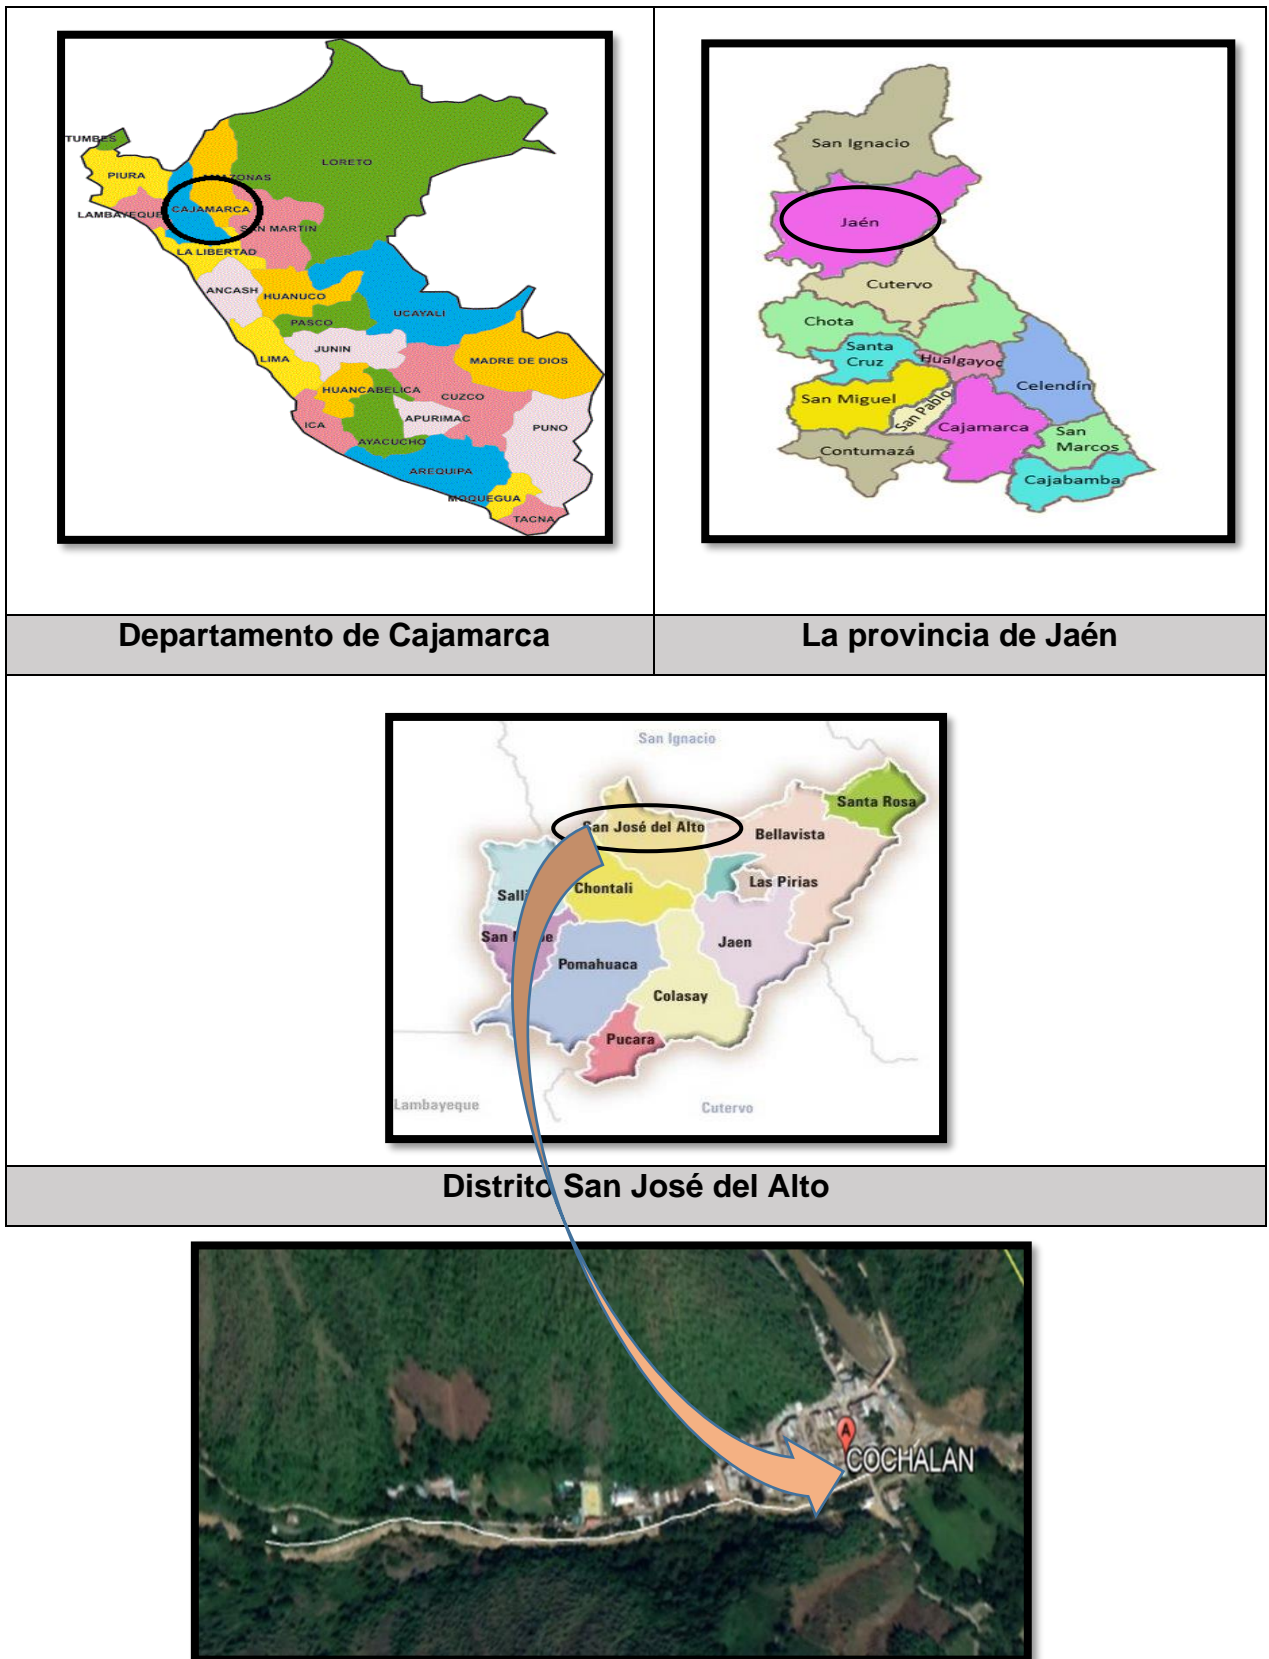 TUMBES
LORETO
PIURA
AMAZONAS
LAMBAYEQUE
CAJAMARCA
SAN MARTIN
LA LIBERTAD
ANCASH
HUANUCO
UCAYALI
PASCO
JUNIN
LIMA
MADRE DE DIOS
HUANCABELICA
CUZCO
ICA
APURIMAC
PUNO
AYACUCHO
AREQUIPA
MOQUEGUA
TACNA
San Ignacio
Jaén
Cutervo
Chota
Santa
Cruz
Hualgayoc
Celendín
San Miguel
San Pablo
Cajamarca
San
Marcos
Contumazá
Cajabamba
Departamento de Cajamarca
La provincia de Jaén
San Ignacio
Santa Rosa
San José del Alto
Bellavista
Las Pirias
Chontali
Salli
San
Jaen
Pomahuaca
Colasay
Pucara
Lambayeque
Cutervo
Distrito San José del Alto
A
COCHALAN